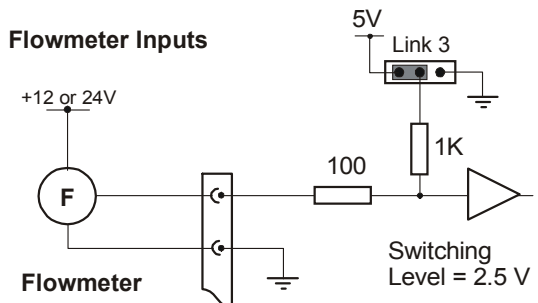 Flowmeter Inputs
5V
Link 3
+12 or 24V
1K
100
F
Switching
Level = 2.5 V
Flowmeter